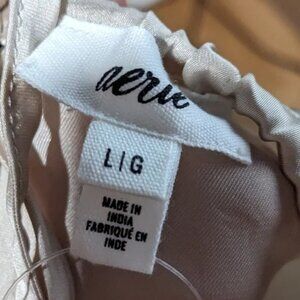 aerie
L|G
MADE IN
INDIA
FABRIQUÉ EN
INDE